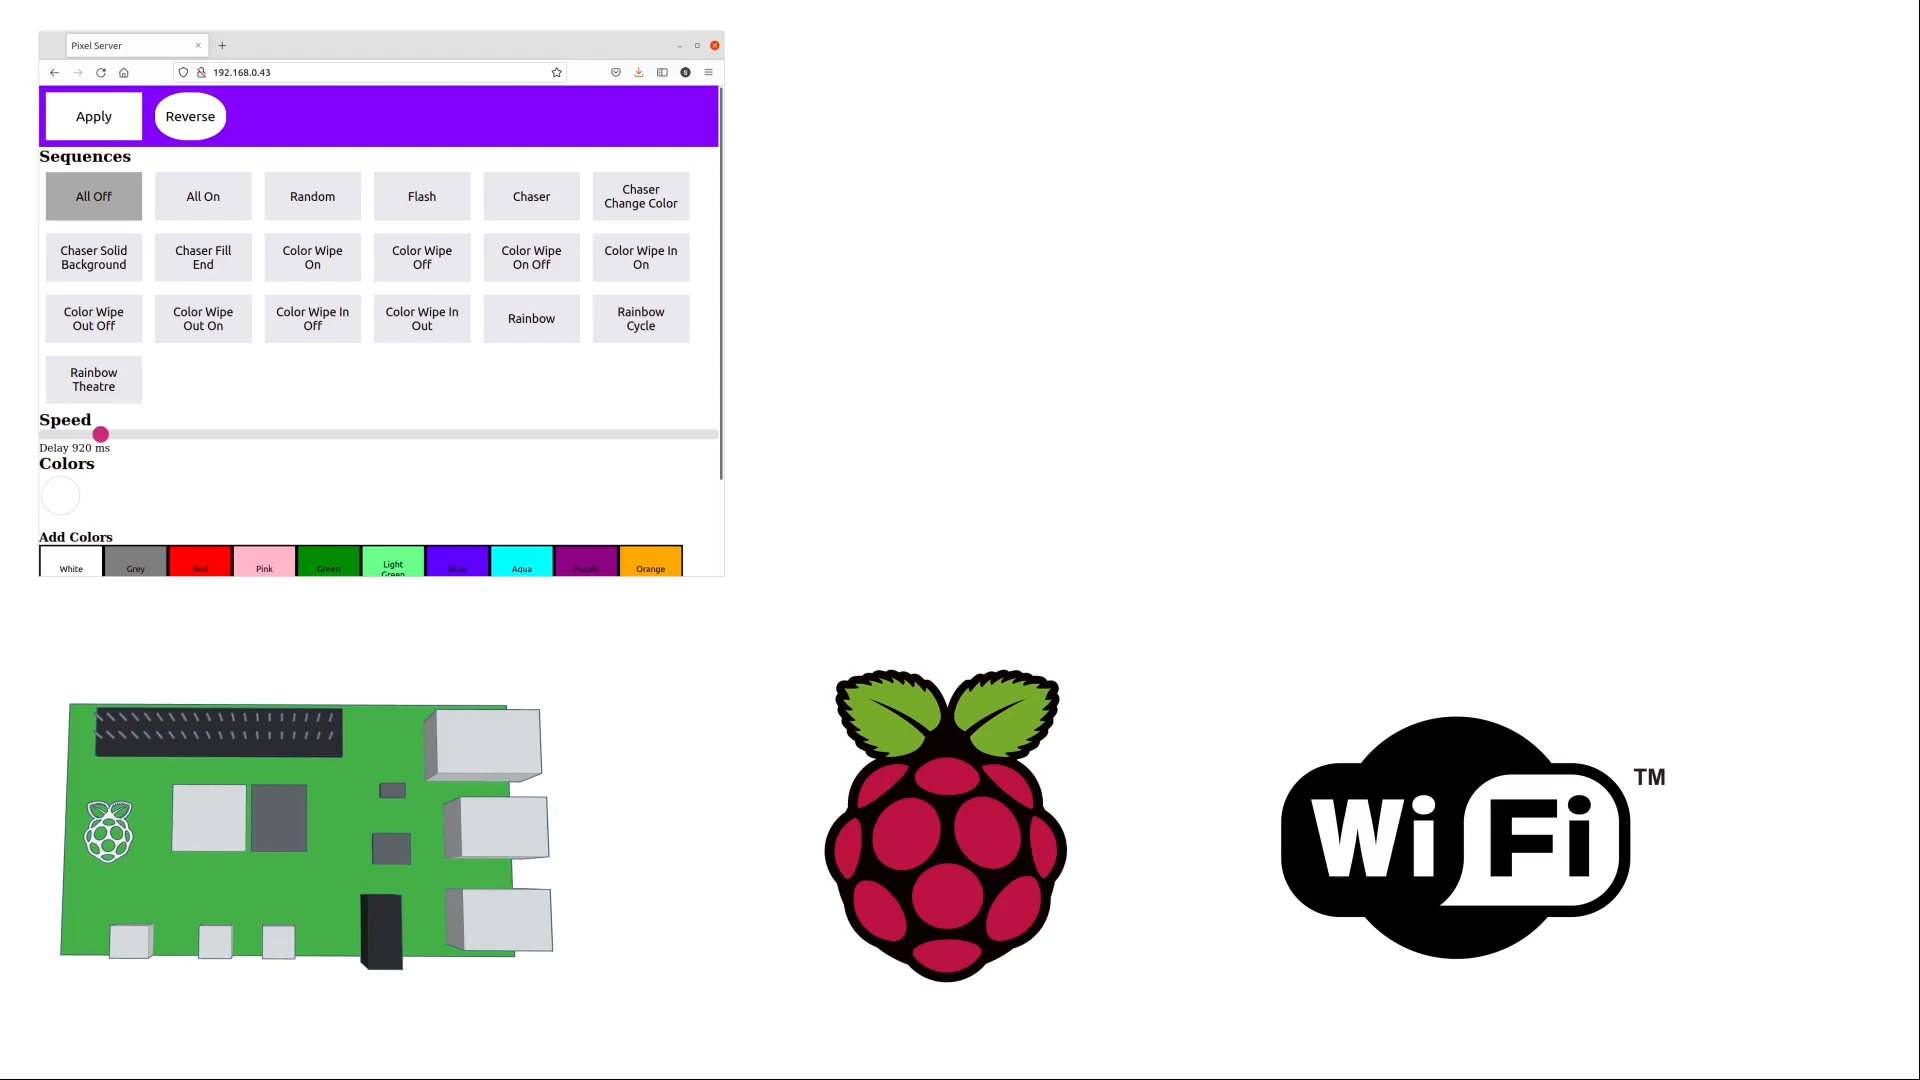 Pixel Server
192.168.0.43
Apply
Reverse
Sequences
All Off
All On
Random
Flash
Chaser
Chaser
Change Color
Chaser Solid
Background
Chaser Fill
End
Color Wipe
On
Color Wipe
Off
Color Wipe
On Off
Color Wipe In
On
Color Wipe
Out Off
Color Wipe
Out On
Color Wipe In
Off
Color Wipe In
Out
Rainbow
Rainbow
Cycle
Rainbow
Theatre
Speed
Delay 920 ms
Colors
Add Colors
White
Grey
Red
Pink
Green
Light
Green
Blue
Aqua
Purple
Orange
Wi Fi
TM